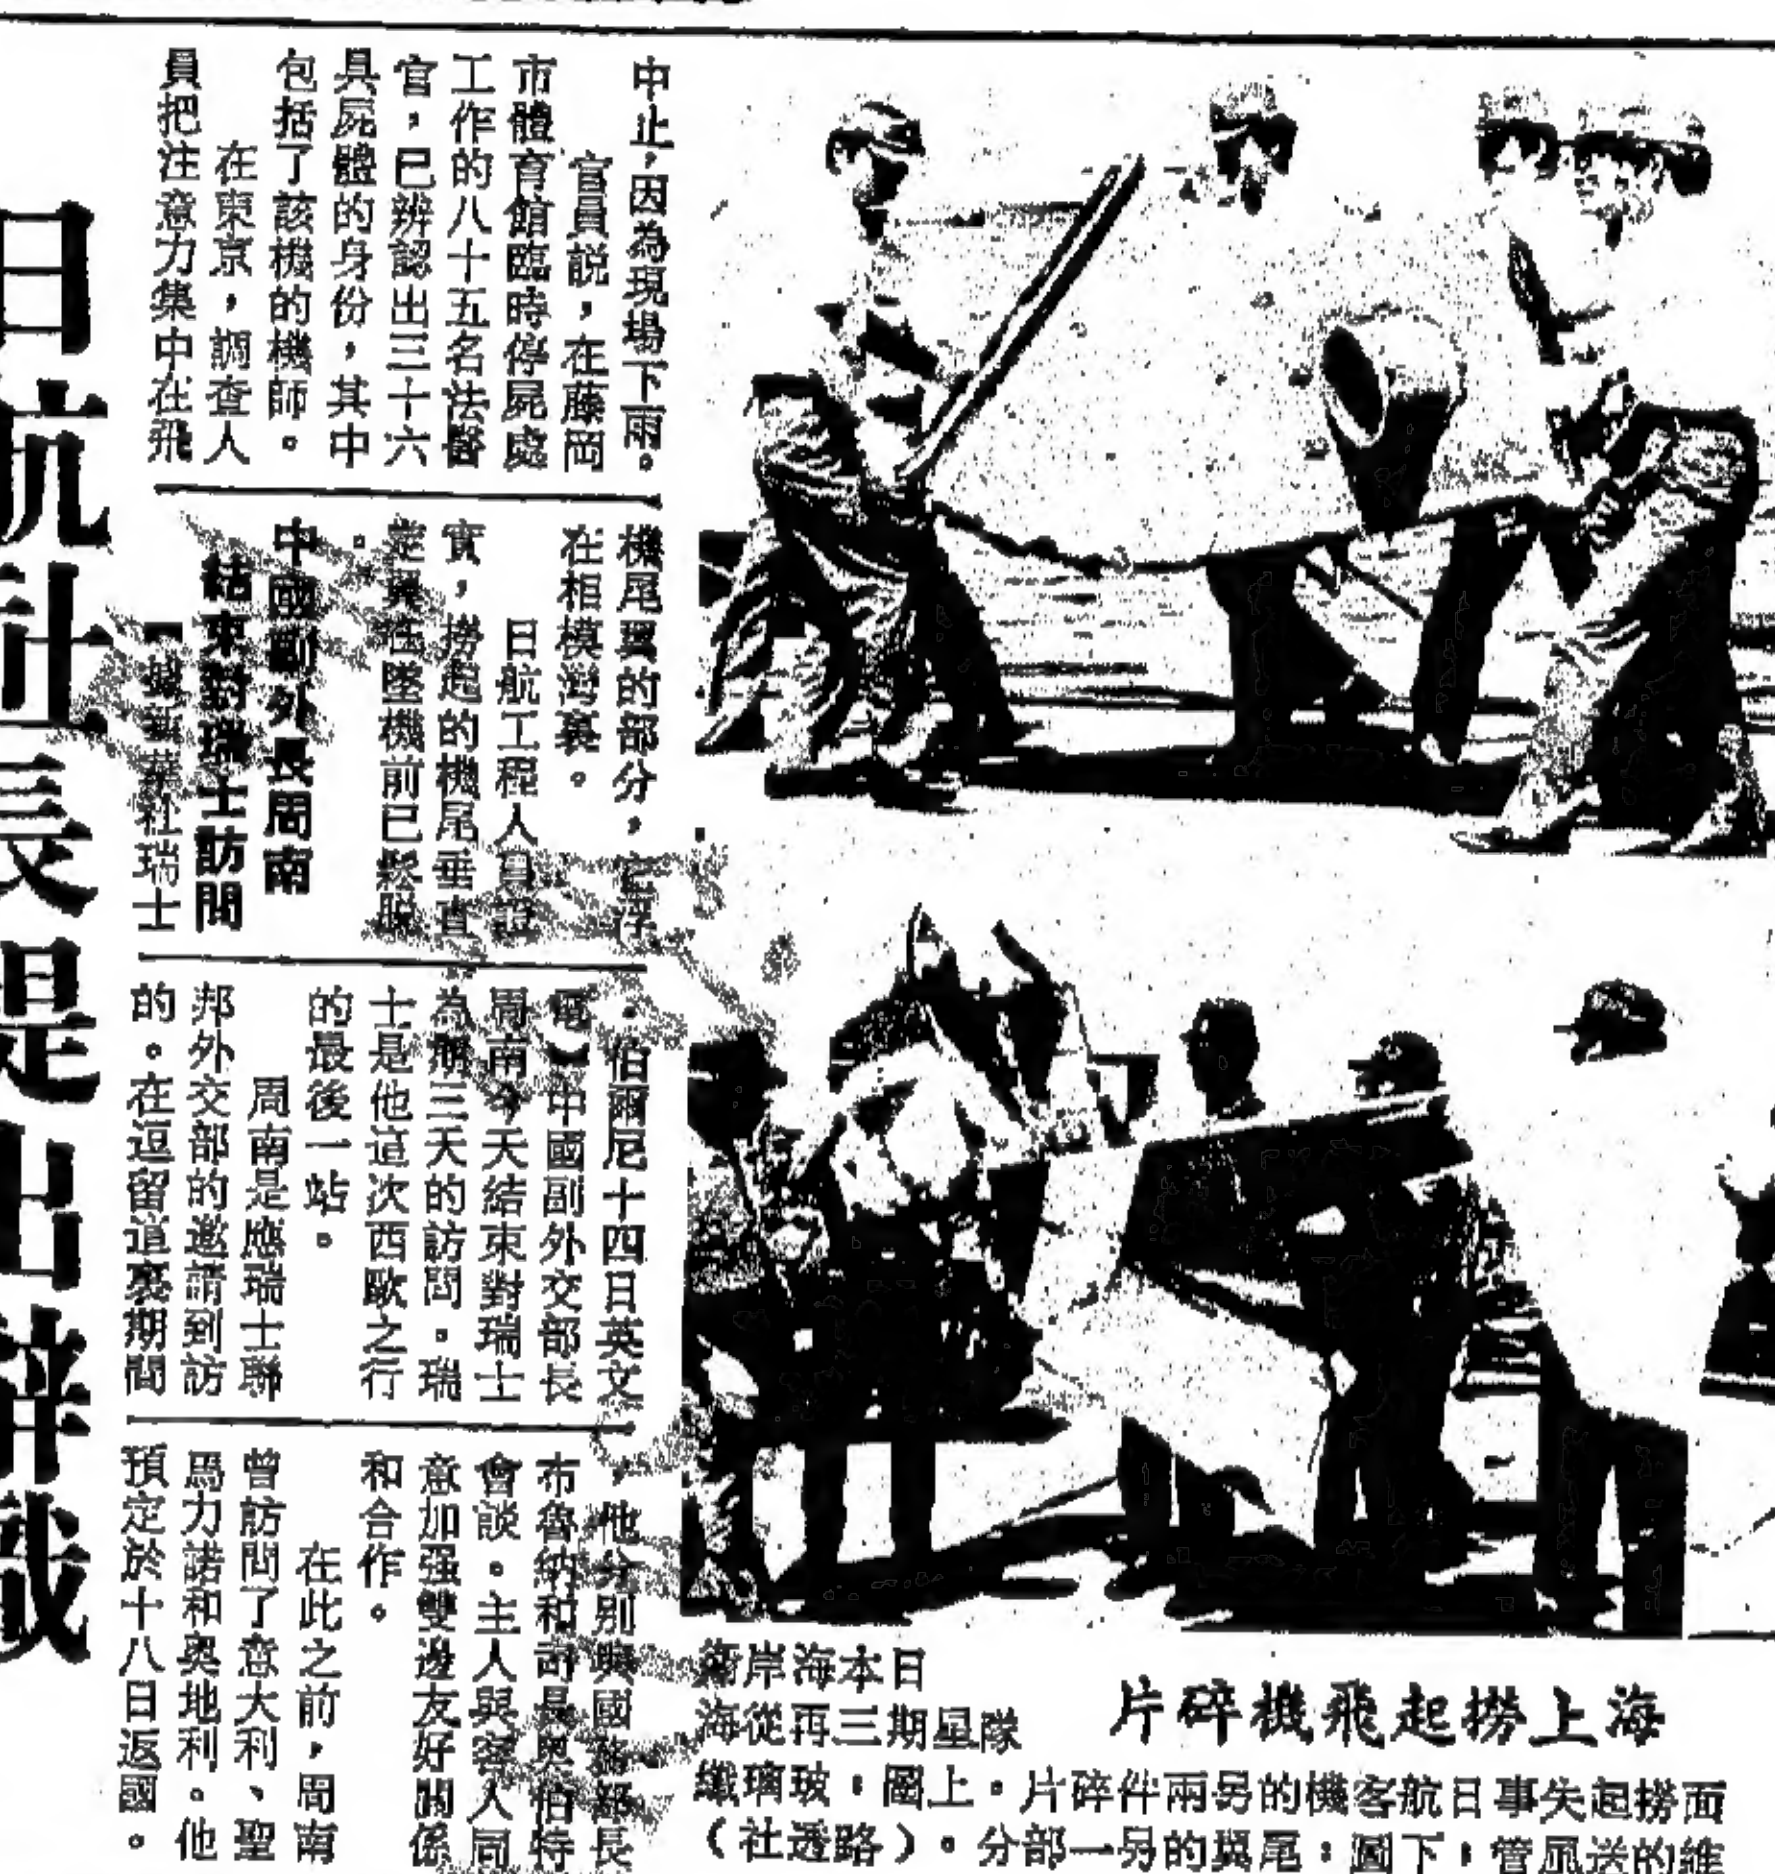 海上撈起飛機碎片
日本海岸衛
隊星期三再從海
面撈起失事日航客機的另兩件碎片。上圖，玻璃纖
維的送風管，下圖：尾翼的另一部分。（路透社）
中止，因為現場下雨。
官員説，在藤岡
市體育館臨時停屍處
工作的八十五名法醫
官，已辨認出三十六
具屍體的身份，其中
包括了該機的機師。
在東京，調查人
員把注意力集中在飛
機尾翼的部分，它浮
在相模灣裏。
日航工程人員證
實，撈起的機尾垂直
定翼在墜機前已鬆脱
。
中國副外長周南
結束對瑞士訪問
【據新華社瑞士
．伯爾尼十四日英文
電】中國副外交部長
周南今天結束對瑞士
為期三天的訪問。瑞
士是他這次西歐之行
的最後一站。
周南是應瑞士聯
邦外交部的邀請到訪
的。在逗留這裏期間
，他分別與國務部長
布魯納和司長奧伯特
會談。主人與客人同
意加强雙邊友好關係
和合作。
在此之前，周南
曾訪問了意大利、聖
馬力諾和奧地利。他
預定於十八日返國。
日航社長提出辭職